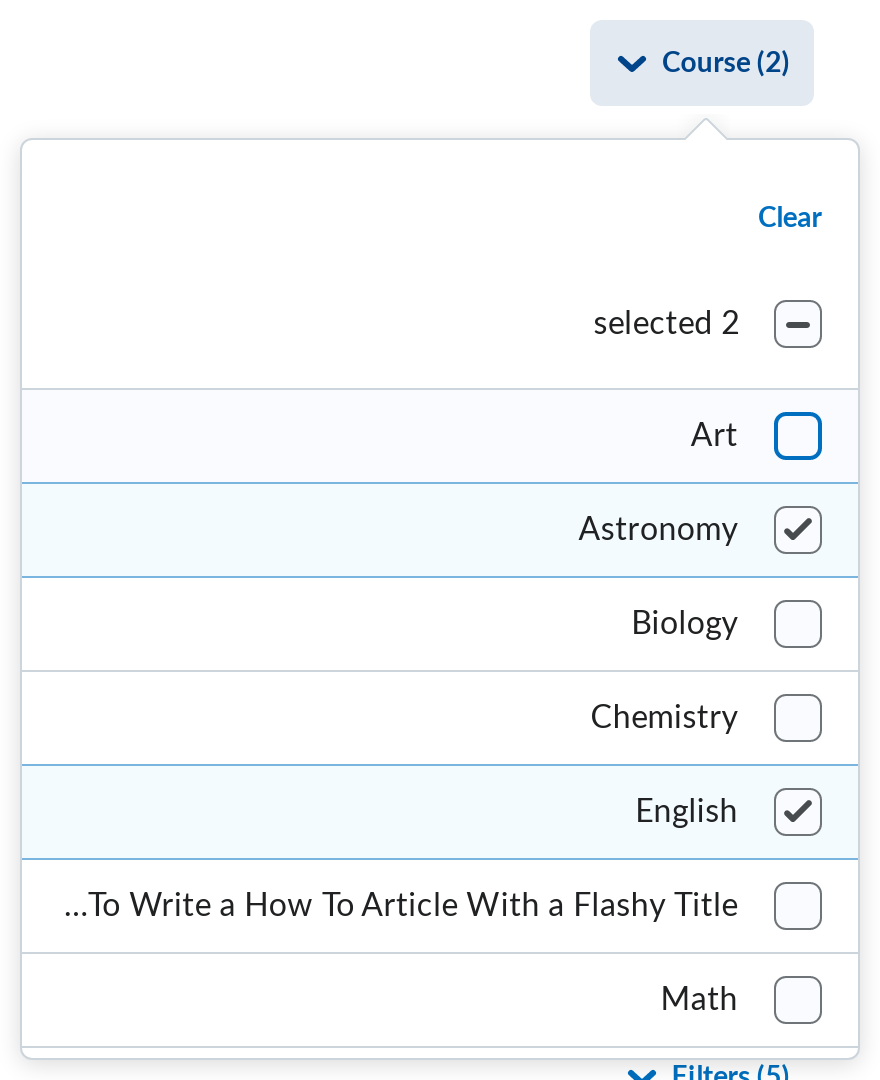 Course (2)
Clear
selected 2
Art
Astronomy
Biology
Chemistry
English
...To Write a How To Article With a Flashy Title
Math
Filters (5)